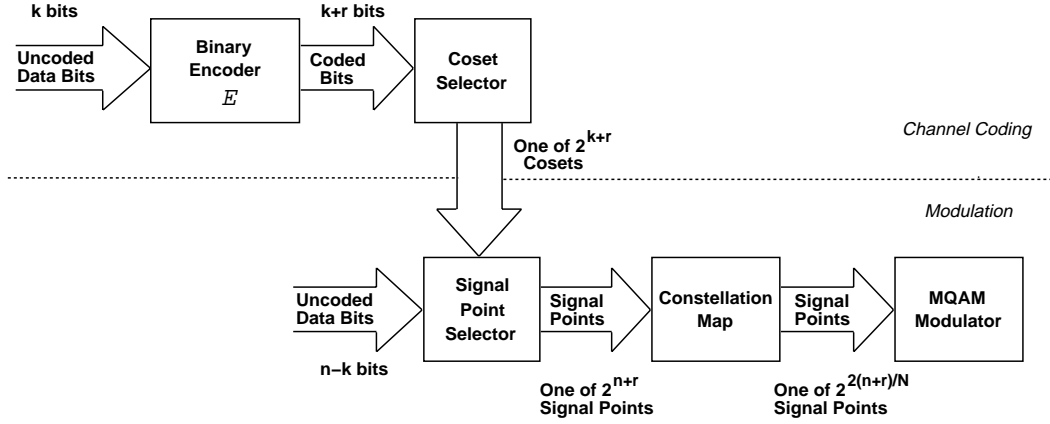 k bits
Uncoded
Data Bits
Binary
Encoder
E
k+r bits
Coded
Bits
Coset
Selector
One of 2^{k+r}
Cosets
Channel Coding
Modulation
Uncoded
Data Bits
n−k bits
Signal
Point
Selector
Signal
Points
One of 2^{n+r}
Signal Points
Constellation
Map
Signal
Points
One of 2^{2(n+r)/N}
Signal Points
MQAM
Modulator